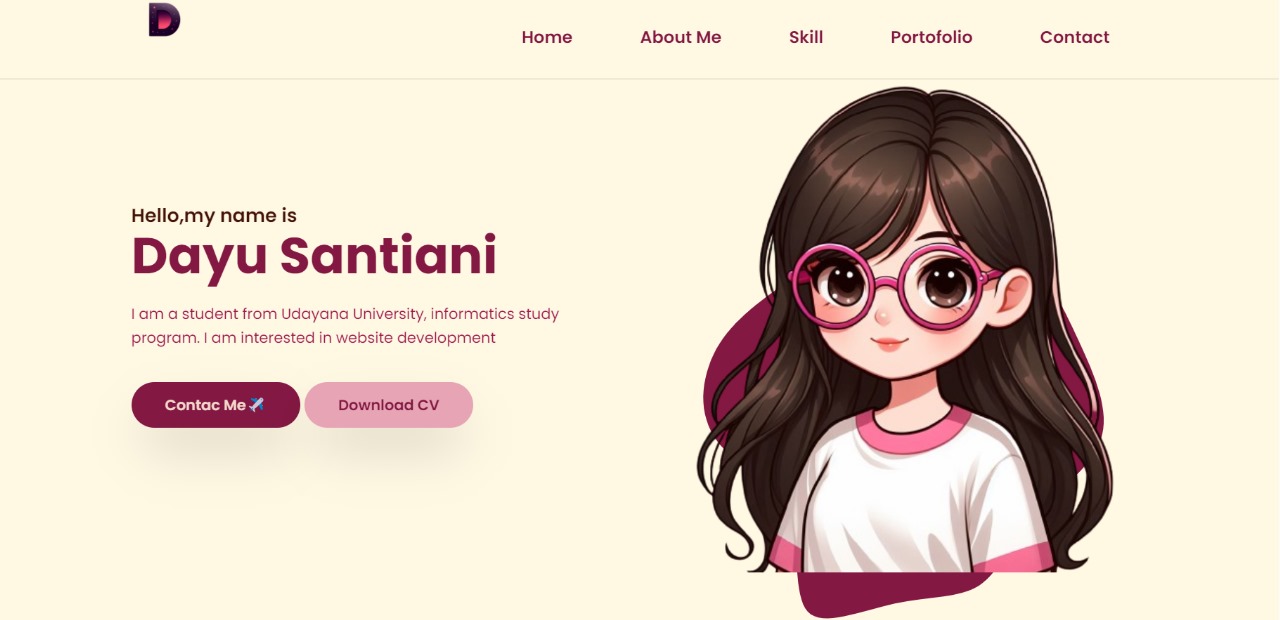 D
Home About Me Skill Portofolio Contact
Hello,my name is
Dayu Santiani
I am a student from Udayana University, informatics study
program. I am interested in website development
Contac Me ✈️ Download CV